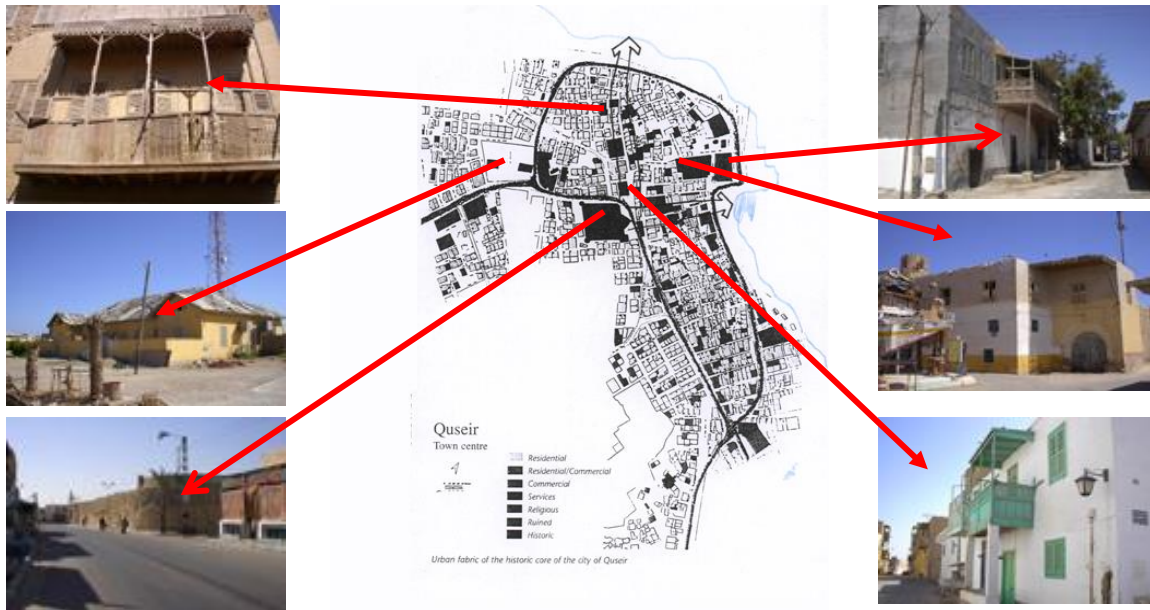 Quseir
Town centre
Residential
Residential/Commercial
Commercial
Services
Religious
Ruined
Historic
Urban fabric of the historic core of the city of Quseir